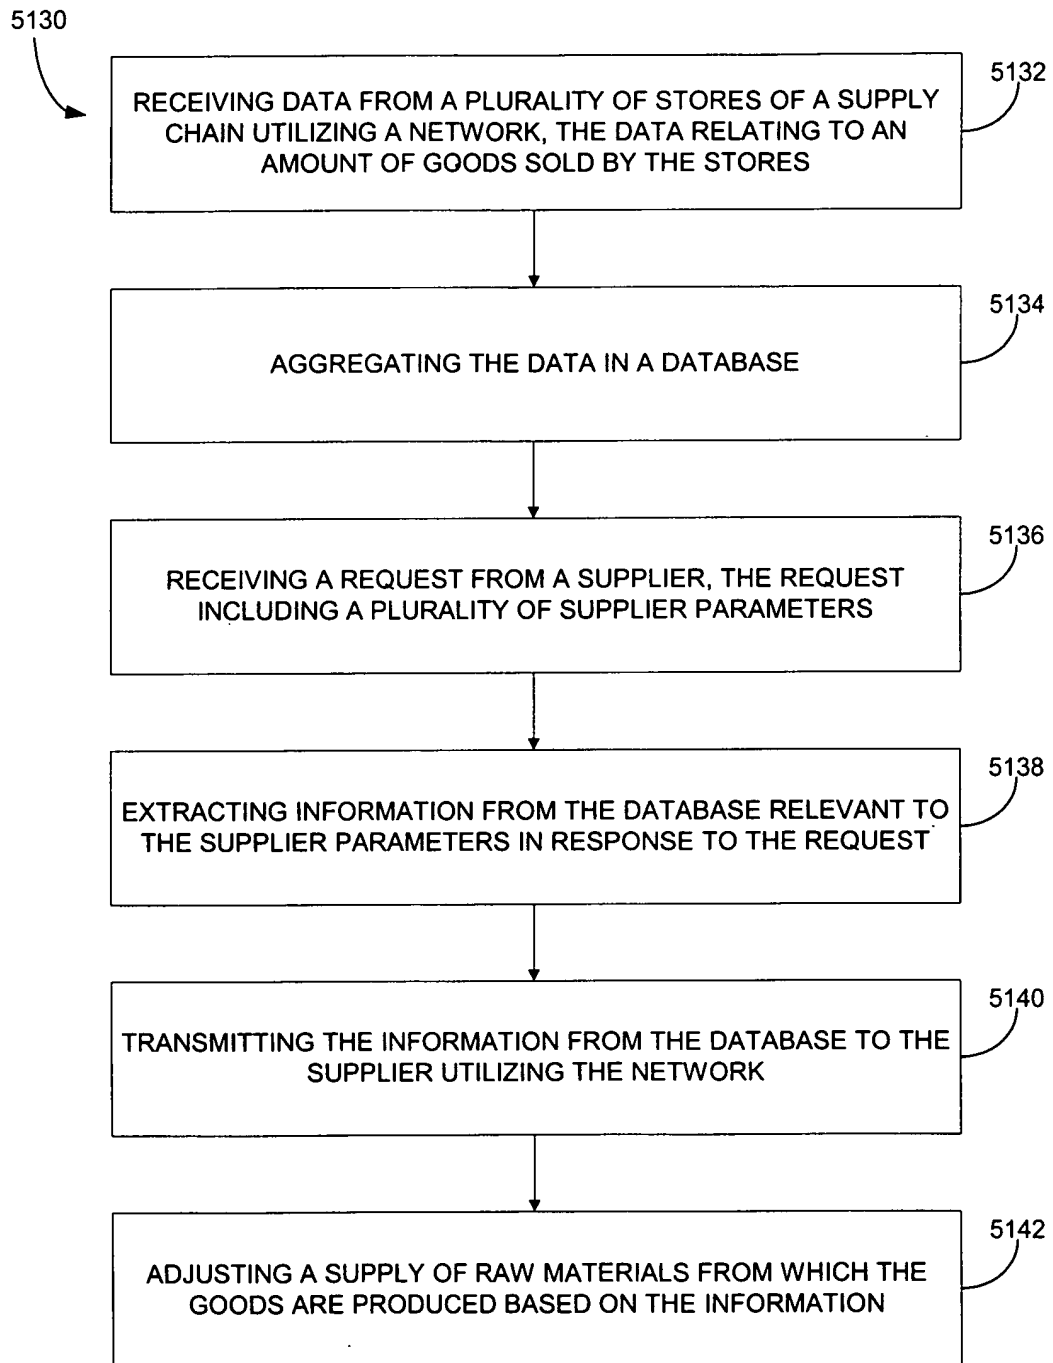 5130
5132
RECEIVING DATA FROM A PLURALITY OF STORES OF A SUPPLY
CHAIN UTILIZING A NETWORK, THE DATA RELATING TO AN
AMOUNT OF GOODS SOLD BY THE STORES
5134
AGGREGATING THE DATA IN A DATABASE
5136
RECEIVING A REQUEST FROM A SUPPLIER, THE REQUEST
INCLUDING A PLURALITY OF SUPPLIER PARAMETERS
5138
EXTRACTING INFORMATION FROM THE DATABASE RELEVANT TO
THE SUPPLIER PARAMETERS IN RESPONSE TO THE REQUEST
5140
TRANSMITTING THE INFORMATION FROM THE DATABASE TO THE
SUPPLIER UTILIZING THE NETWORK
5142
ADJUSTING A SUPPLY OF RAW MATERIALS FROM WHICH THE
GOODS ARE PRODUCED BASED ON THE INFORMATION